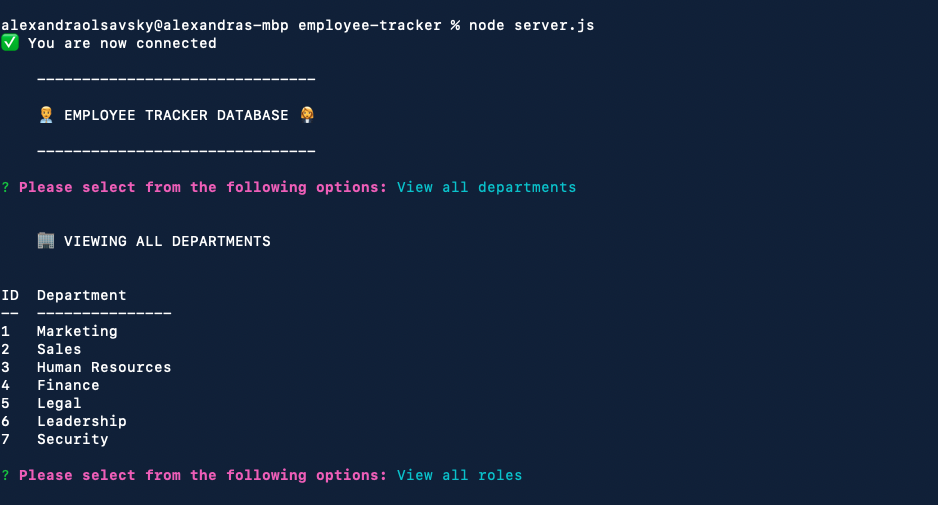 alexandraolsavsky@alexandras-mbp employee-tracker % node server.js
✅ You are now connected
-------------------------------
👨‍💼 EMPLOYEE TRACKER DATABASE 👩‍💼
-------------------------------
? Please select from the following options: View all departments
🏢 VIEWING ALL DEPARTMENTS
ID  Department
--  ---------------
1   Marketing
2   Sales
3   Human Resources
4   Finance
5   Legal
6   Leadership
7   Security
? Please select from the following options: View all roles